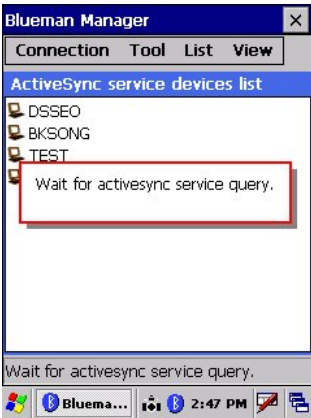 Blueman Manager
Connection Tool List View
ActiveSync service devices list
DSSEO
BKSONG
TEST
Wait for activesync service query.
Wait for activesync service query.
Bluema... 2:47 PM